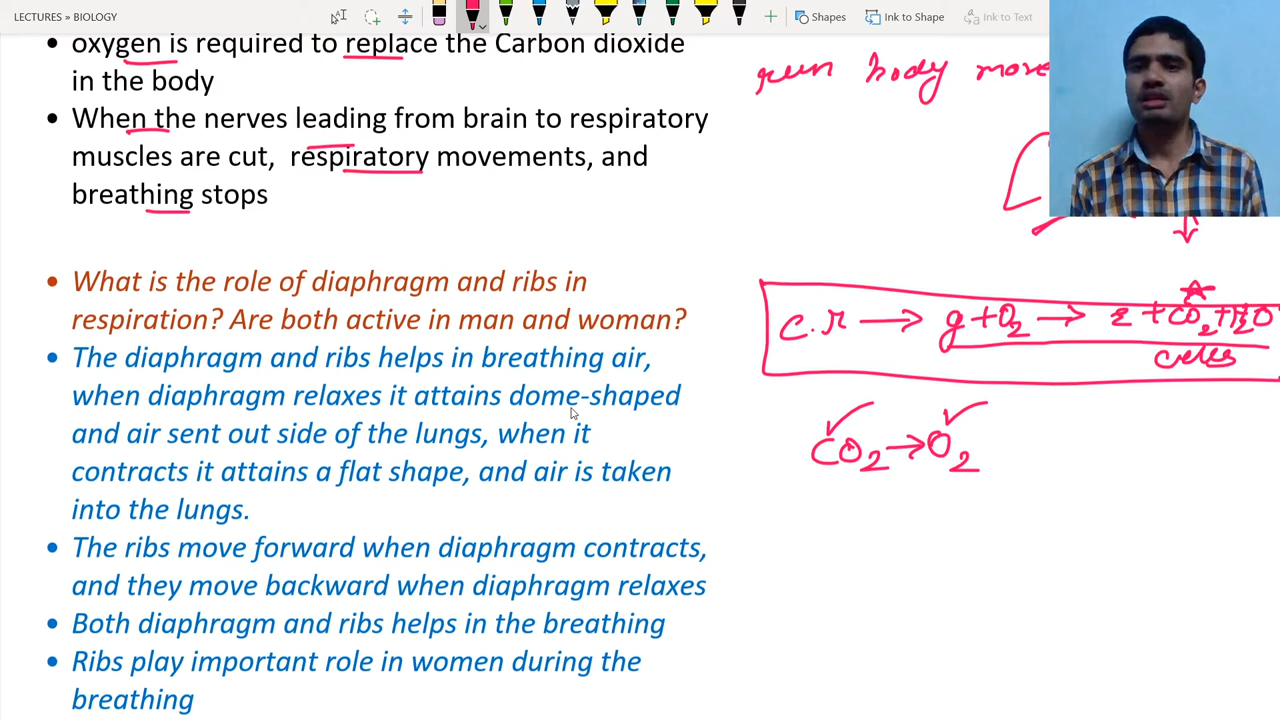 LECTURES » BIOLOGY
Shapes
Ink to Shape
Ink to Text
• oxygen is required to replace the Carbon dioxide
in the body
• When the nerves leading from brain to respiratory
muscles are cut, respiratory movements, and
breathing stops
• What is the role of diaphragm and ribs in
respiration? Are both active in man and woman?
• The diaphragm and ribs helps in breathing air,
when diaphragm relaxes it attains dome-shaped
and air sent out side of the lungs, when it
contracts it attains a flat shape, and air is taken
into the lungs.
• The ribs move forward when diaphragm contracts,
and they move backward when diaphragm relaxes
• Both diaphragm and ribs helps in the breathing
• Ribs play important role in women during the
breathing
run body move
C.R → g + O2 → E + CO2 + H2O
cells
CO2 → O2